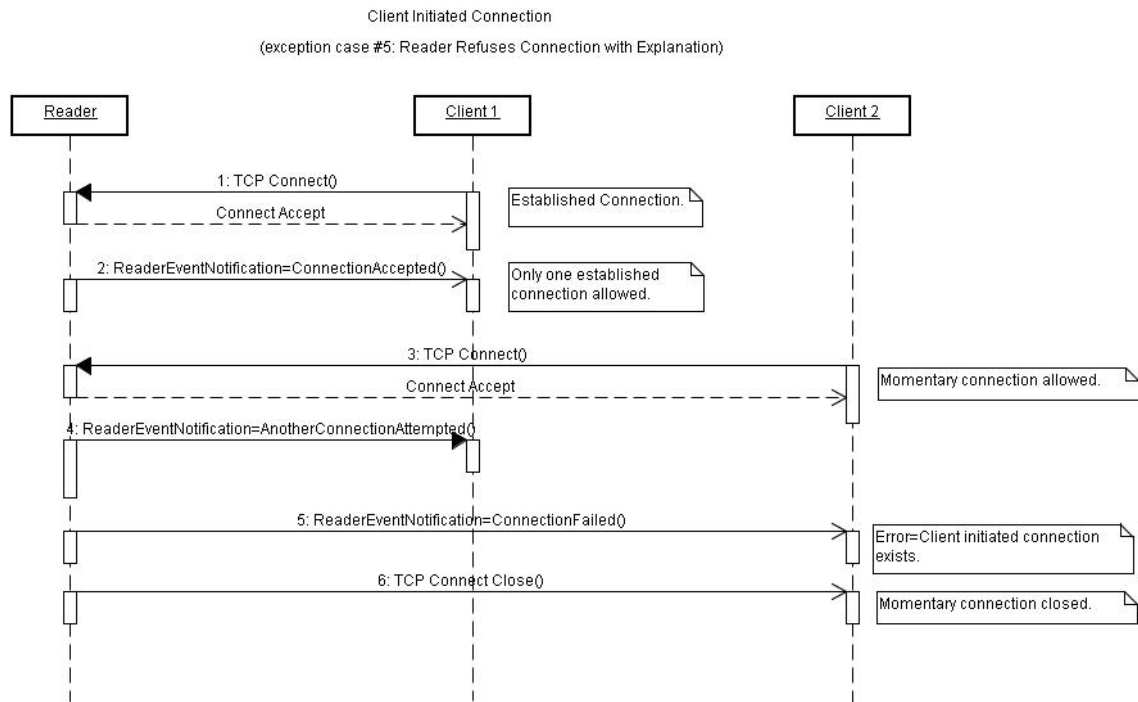 Client Initiated Connection
(exception case #5: Reader Refuses Connection with Explanation)
Reader
Client 1
Client 2
1: TCP Connect()
Established Connection.
Connect Accept
2: ReaderEventNotification=ConnectionAccepted()
Only one established
connection allowed.
3: TCP Connect()
Connect Accept
Momentary connection allowed.
4: ReaderEventNotification=AnotherConnectionAttempted()
5: ReaderEventNotification=ConnectionFailed()
Error=Client initiated connection
exists.
6: TCP Connect Close()
Momentary connection closed.